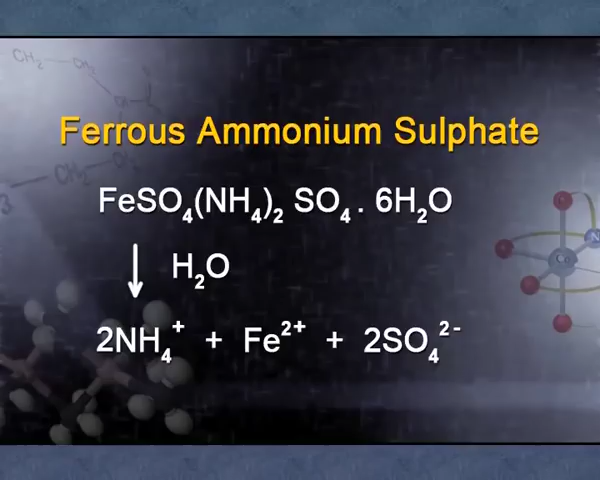 Ferrous Ammonium Sulphate
FeSO₄(NH₄)₂ SO₄ . 6H₂O
↓ H₂O
2NH₄⁺ + Fe²⁺ + 2SO₄²⁻